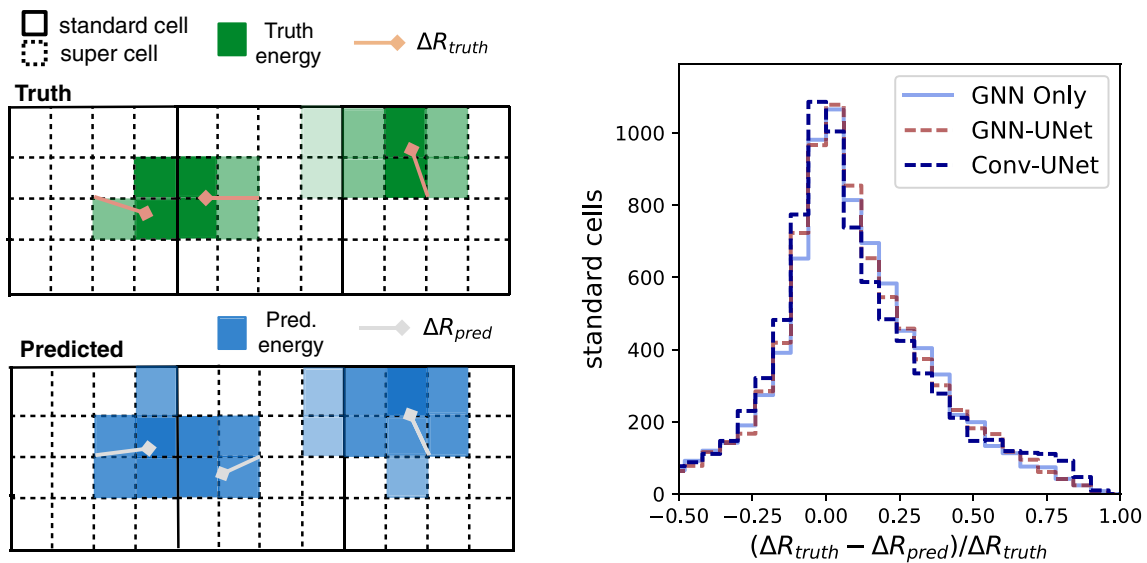 standard cell
super cell
Truth
energy
ΔR_truth
Truth
Pred.
energy
ΔR_pred
Predicted
GNN Only
GNN-UNet
Conv-UNet
standard cells
1000
800
600
400
200
0
−0.50 −0.25 0.00 0.25 0.50 0.75 1.00
(ΔR_truth − ΔR_pred)/ΔR_truth